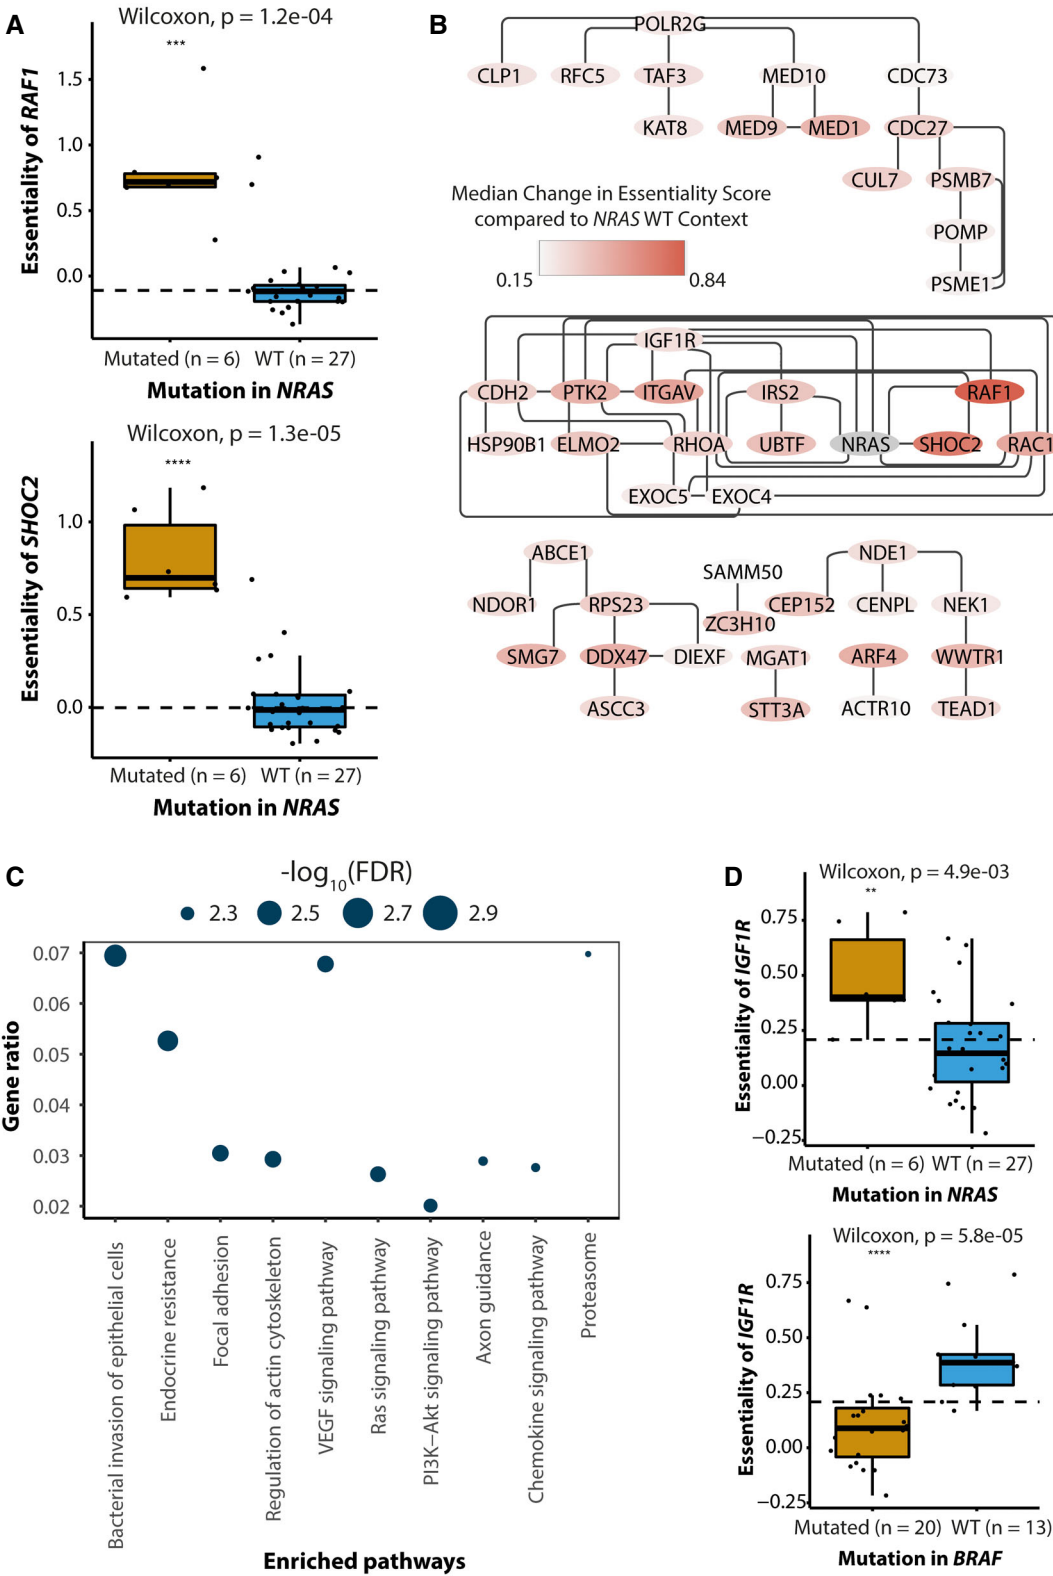 A
Wilcoxon, p = 1.2e-04
***
Essentiality of RAF1
1.5
1.0
0.5
0.0
Mutated (n = 6)
WT (n = 27)
Mutation in NRAS
Wilcoxon, p = 1.3e-05
****
Essentiality of SHOC2
1.0
0.5
0.0
Mutated (n = 6)
WT (n = 27)
Mutation in NRAS
B
POLR2G
CLP1
RFC5
TAF3
MED10
CDC73
KAT8
MED9
MED1
CDC27
CUL7
PSMB7
POMP
PSME1
Median Change in Essentiality Score
compared to NRAS WT Context
0.15
0.84
IGF1R
CDH2
PTK2
ITGAV
IRS2
RAF1
HSP90B1
ELMO2
RHOA
UBTF
NRAS
SHOC2
RAC1
EXOC5
EXOC4
ABCE1
SAMM50
NDE1
NDOR1
RPS23
ZC3H10
CEP152
CENPL
NEK1
SMG7
DDX47
DIEXF
MGAT1
ARF4
WWTR1
ASCC3
STT3A
ACTR10
TEAD1
C
-log10(FDR)
2.3
2.5
2.7
2.9
Gene ratio
0.07
0.06
0.05
0.04
0.03
0.02
Bacterial invasion of epithelial cells
Endocrine resistance
Focal adhesion
Regulation of actin cytoskeleton
VEGF signaling pathway
Ras signaling pathway
PI3K−Akt signaling pathway
Axon guidance
Chemokine signaling pathway
Proteasome
Enriched pathways
D
Wilcoxon, p = 4.9e-03
**
Essentiality of IGF1R
0.75
0.50
0.25
0.00
−0.25
Mutated (n = 6)
WT (n = 27)
Mutation in NRAS
Wilcoxon, p = 5.8e-05
****
Essentiality of IGF1R
0.75
0.50
0.25
0.00
−0.25
Mutated (n = 20)
WT (n = 13)
Mutation in BRAF